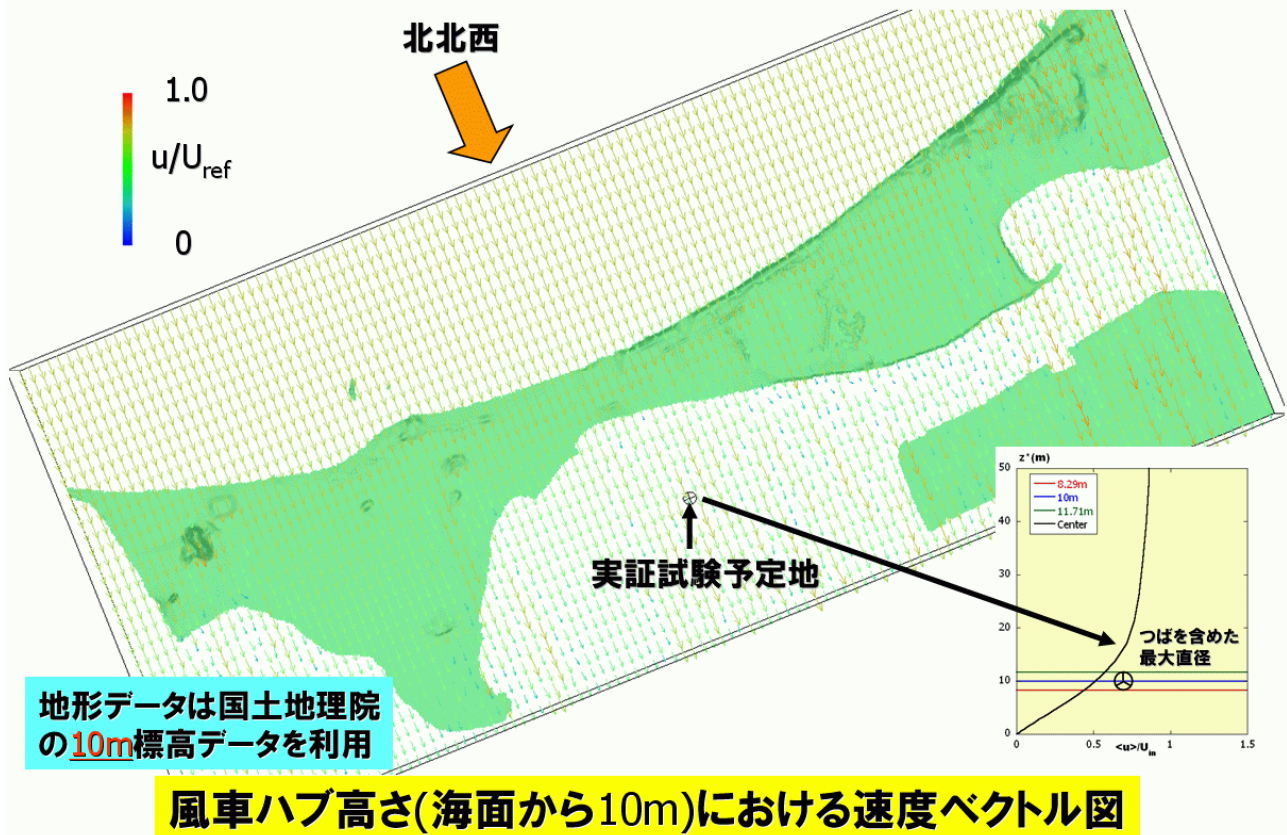 北北西
1.0
u/Uref
0
実証試験予定地
z*(m)
50
8.29m
10m
11.71m
Center
40
30
20
つばを含めた
最大直径
10
0
0
0.5
1
1.5
<u>/Uin
地形データは国土地理院
の10m標高データを利用
風車ハブ高さ(海面から10m)における速度ベクトル図